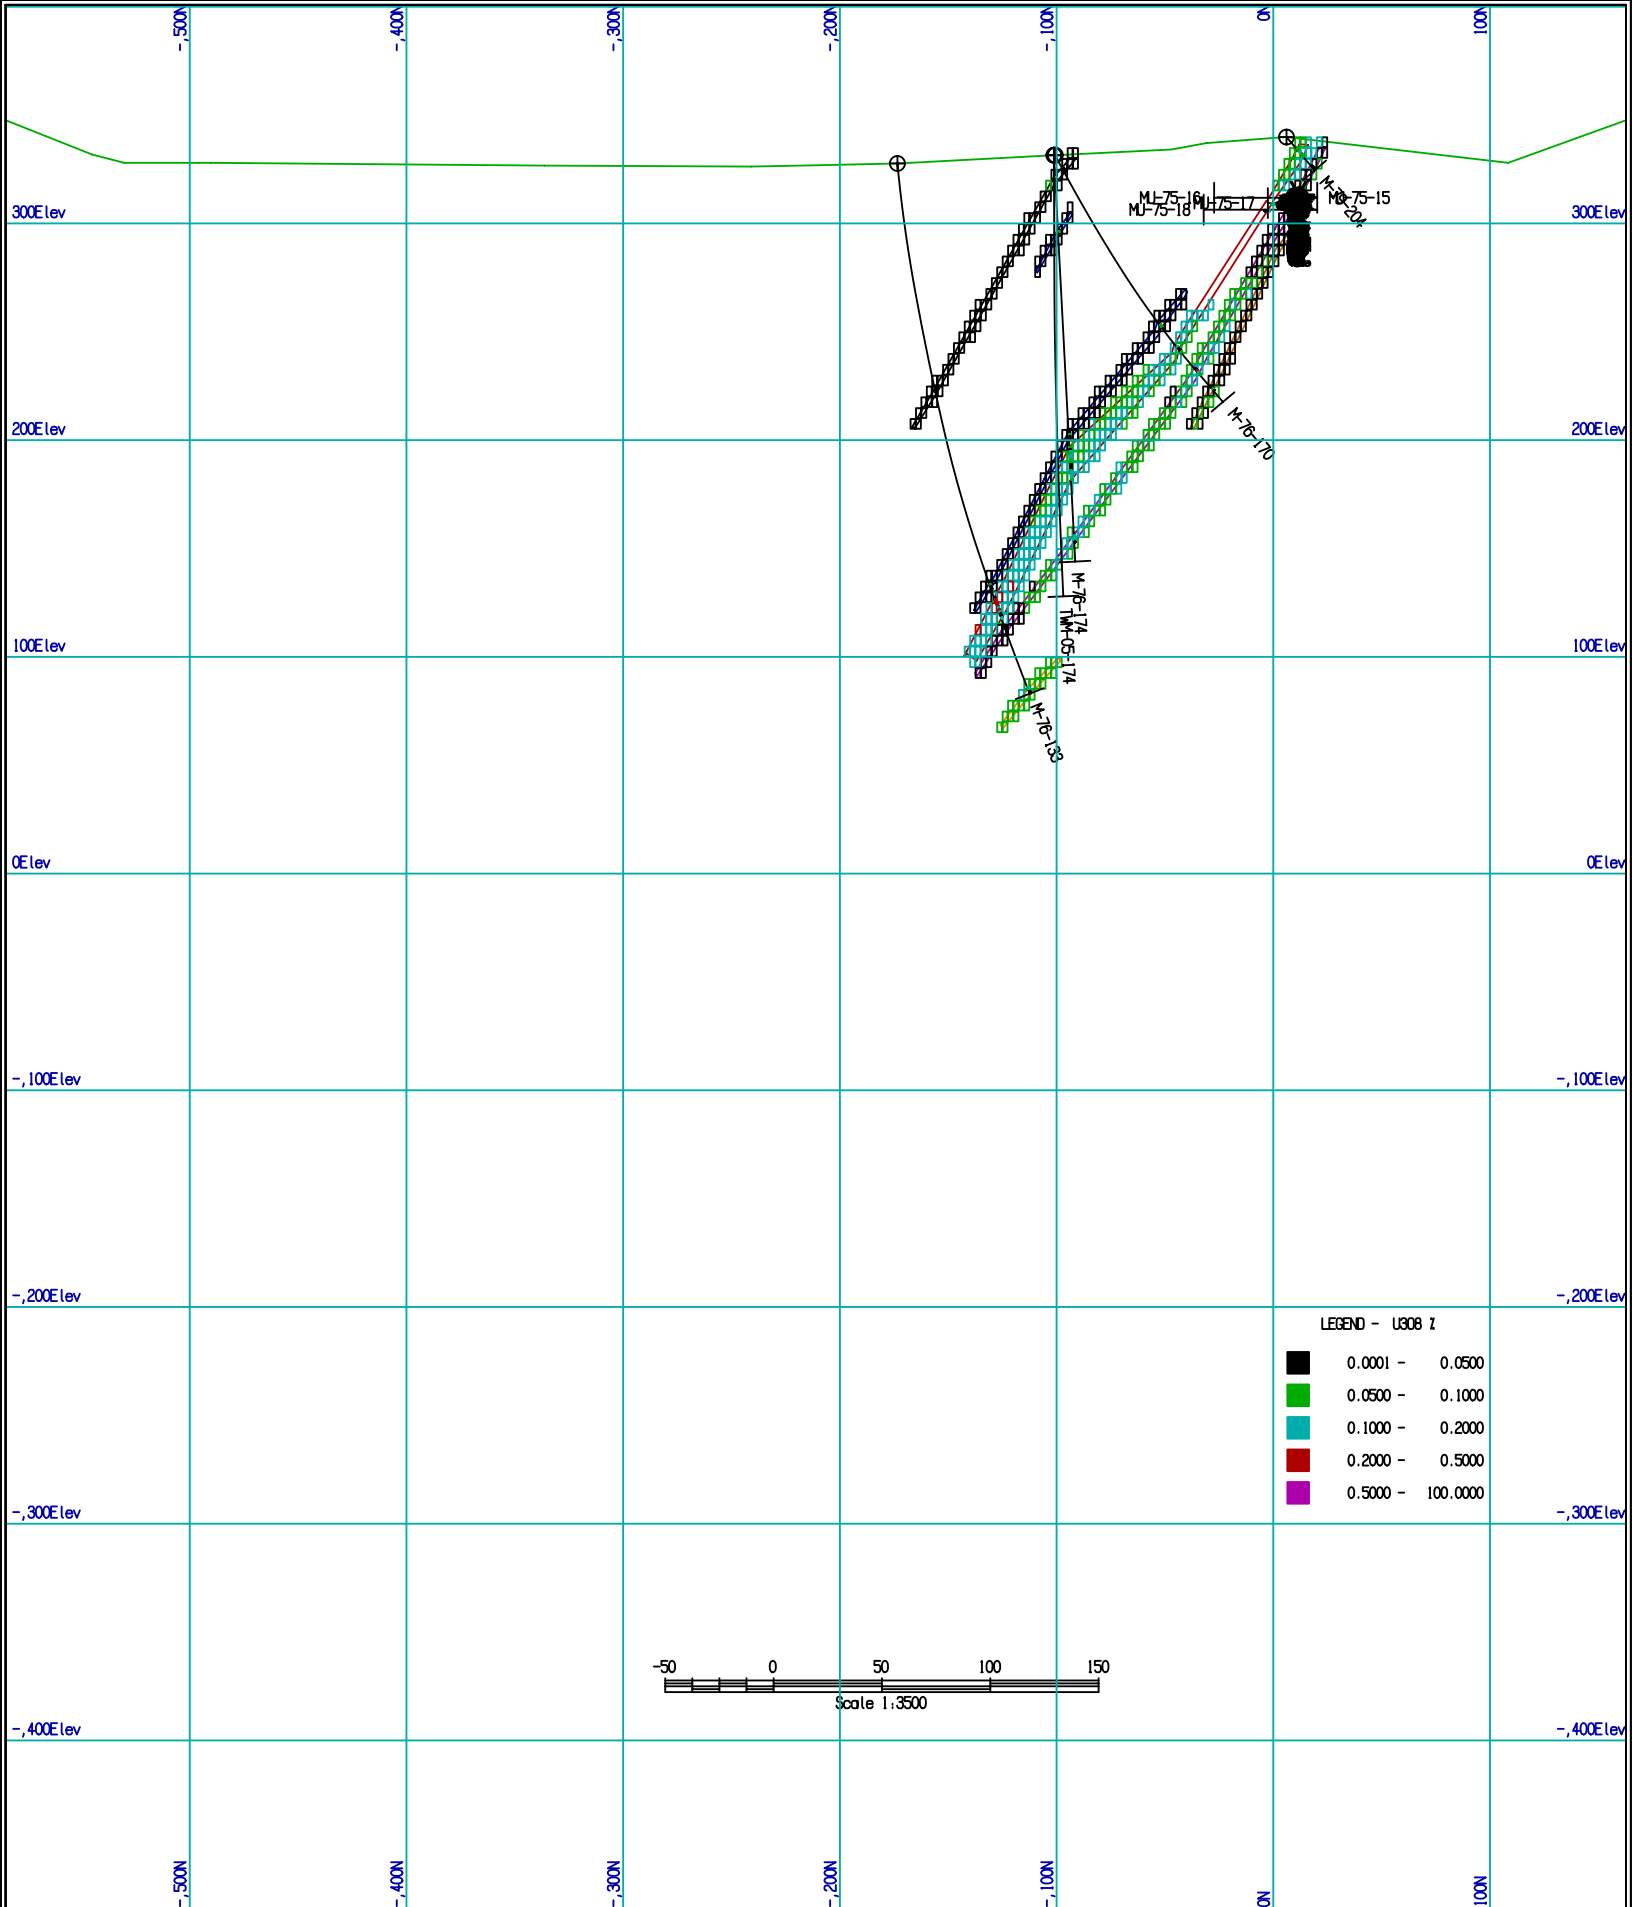 -,500N -,400N -,300N -,200N -,100N 0N 100N
MU-75-16 MU-75-17 MU-75-15
MU-75-18
300Elev 300Elev
200Elev 200Elev
M-76-170
M-76-174
TWM-05-174
100Elev 100Elev
M-76-133
0Elev 0Elev
-,100Elev -,100Elev
-,200Elev -,200Elev
LEGEND - U3O8 %
0.0001 - 0.0500
0.0500 - 0.1000
0.1000 - 0.2000
0.2000 - 0.5000
0.5000 - 100.0000
-,300Elev -,300Elev
-50 0 50 100 150
Scale 1:3500
-,400Elev -,400Elev
-,500N -,400N -,300N -,200N -,100N 0N 100N